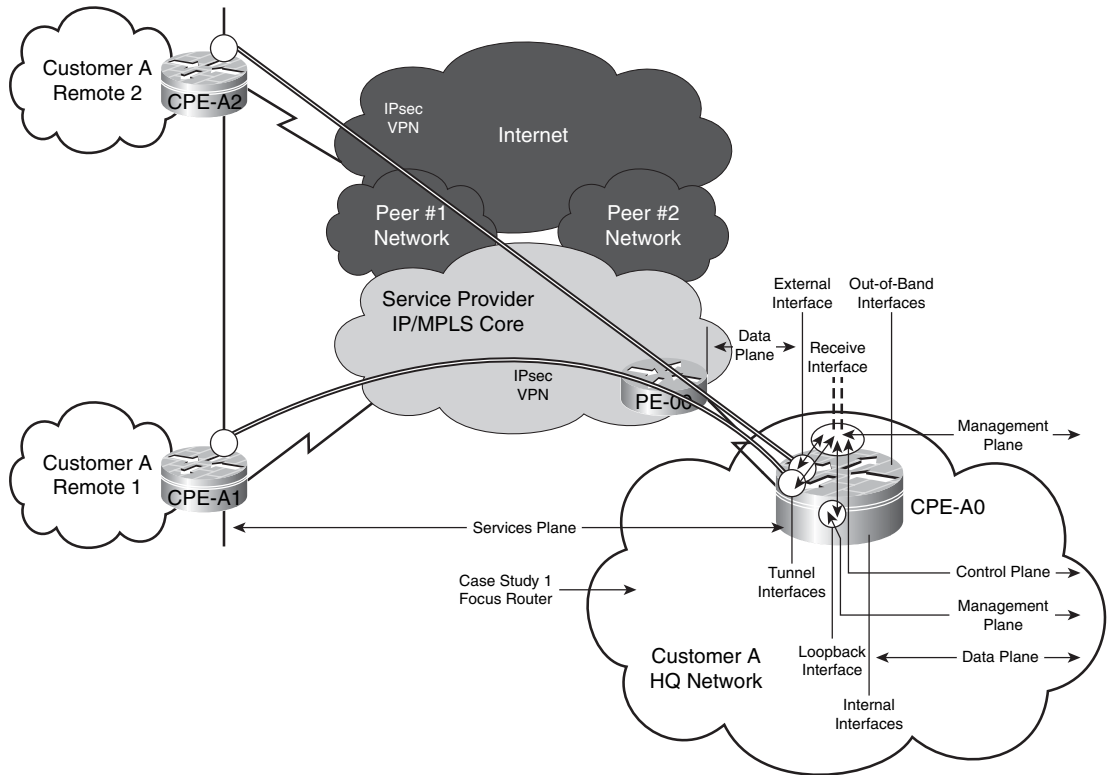 Customer A
Remote 2
CPE-A2
IPsec
VPN
Internet
Peer #1
Network
Peer #2
Network
Service Provider
IP/MPLS Core
External
Interface
Out-of-Band
Interfaces
Data
Plane
Receive
Interface
IPsec
VPN
PE-00
Management
Plane
Customer A
Remote 1
CPE-A1
CPE-A0
Services Plane
Case Study 1
Focus Router
Tunnel
Interfaces
Control Plane
Management
Plane
Loopback
Interface
Data Plane
Customer A
HQ Network
Internal
Interfaces